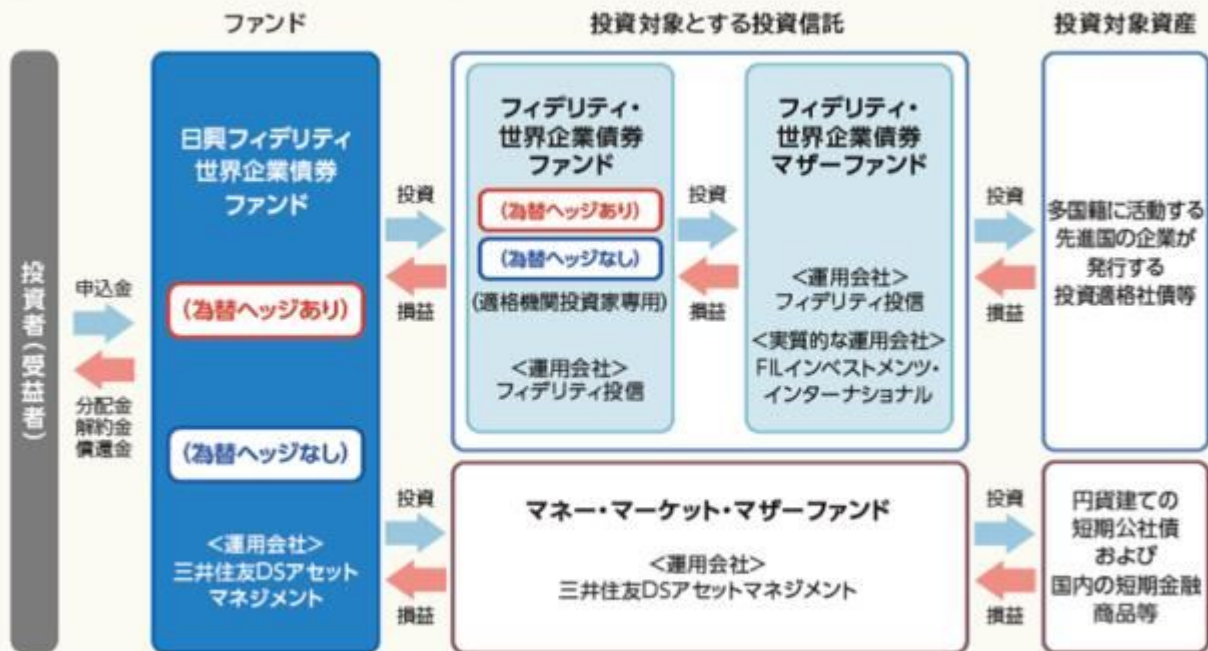 ファンド
投資対象とする投資信託
投資対象資産
投資者(受益者)
申込金
分配金
解約金
償還金
日興フィデリティ
世界企業債券
ファンド
(為替ヘッジあり)
(為替ヘッジなし)
<運用会社>
三井住友DSアセット
マネジメント
投資
損益
フィデリティ・
世界企業債券
ファンド
(為替ヘッジあり)
(為替ヘッジなし)
(適格機関投資家専用)
<運用会社>
フィデリティ投信
投資
損益
フィデリティ・
世界企業債券
マザーファンド
<運用会社>
フィデリティ投信
<実質的な運用会社>
FILインベストメンツ・
インターナショナル
投資
損益
多国籍に活動する
先進国の企業が
発行する
投資適格社債等
投資
損益
マネー・マーケット・マザーファンド
<運用会社>
三井住友DSアセットマネジメント
投資
損益
円貨建ての
短期公社債
および
国内の短期金融
商品等